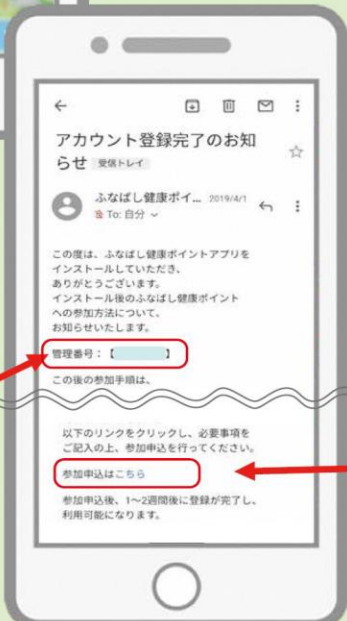 アカウント登録完了のお知
らせ 受信トレイ
ふなばし健康ポイ... 2019/4/1
To: 自分
この度は、ふなばし健康ポイントアプリを
インストールしていただき、
ありがとうございます。
インストール後のふなばし健康ポイント
への参加方法について、
お知らせいたします。
管理番号：【 】
この後の参加手順は、
以下のリンクをクリックし、必要事項を
ご記入の上、参加申込を行ってください。
参加申込はこちら
参加申込後、1〜2週間後に登録が完了し、
利用可能になります。